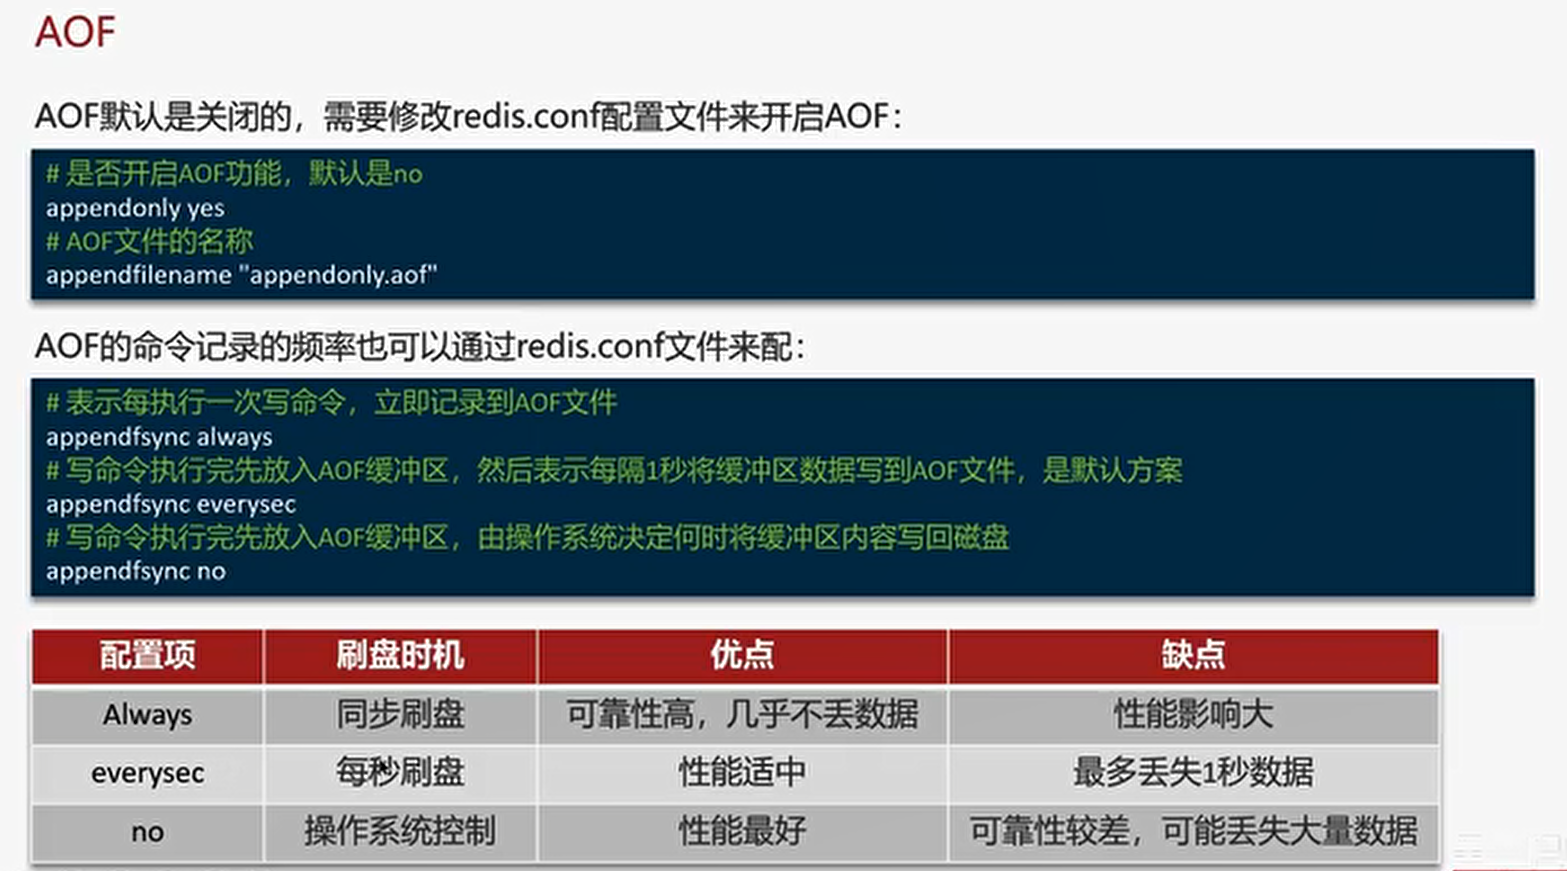 AOF
AOF默认是关闭的，需要修改redis.conf配置文件来开启AOF：
# 是否开启AOF功能，默认是no
appendonly yes
# AOF文件的名称
appendfilename "appendonly.aof"
AOF的命令记录的频率也可以通过redis.conf文件来配：
# 表示每执行一次写命令，立即记录到AOF文件
appendfsync always
# 写命令执行完先放入AOF缓冲区，然后表示每隔1秒将缓冲区数据写到AOF文件，是默认方案
appendfsync everysec
# 写命令执行完先放入AOF缓冲区，由操作系统决定何时将缓冲区内容写回磁盘
appendfsync no
配置项 刷盘时机 优点 缺点
Always 同步刷盘 可靠性高，几乎不丢数据 性能影响大
everysec 每秒刷盘 性能适中 最多丢失1秒数据
no 操作系统控制 性能最好 可靠性较差，可能丢失大量数据